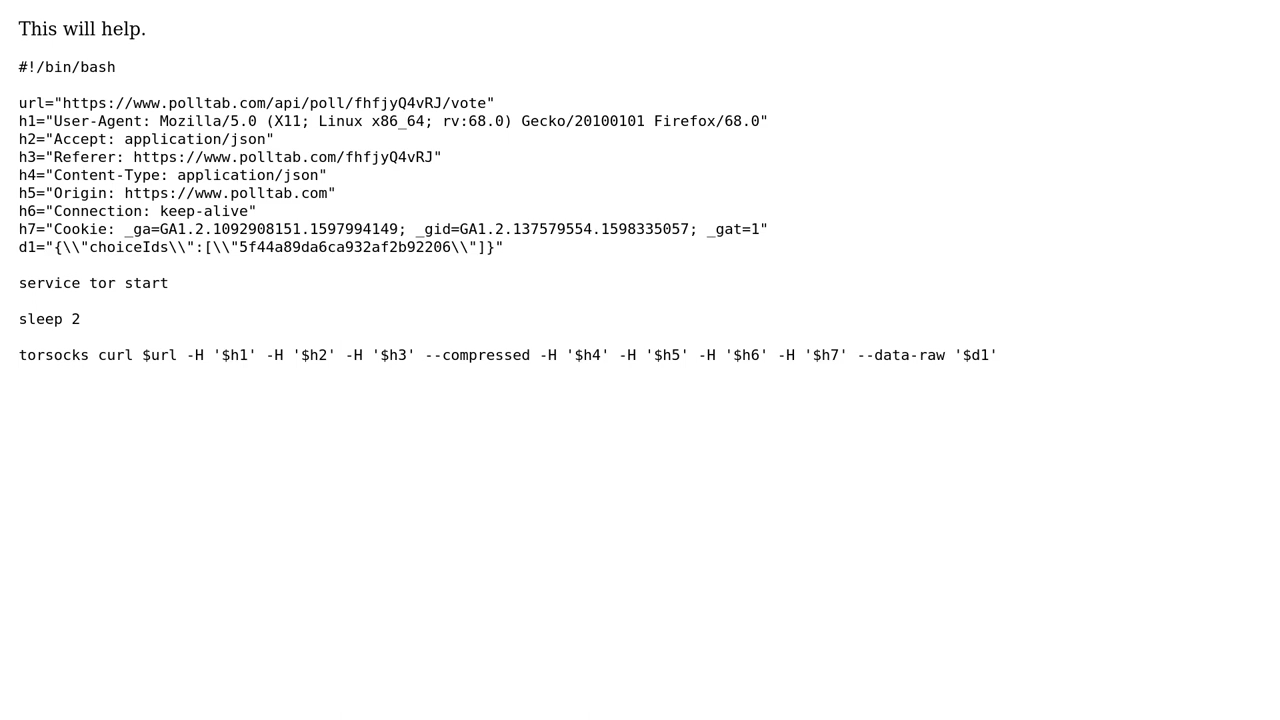 This will help.
#!/bin/bash
url="https://www.polltab.com/api/poll/fhfjyQ4vRJ/vote"
h1="User-Agent: Mozilla/5.0 (X11; Linux x86_64; rv:68.0) Gecko/20100101 Firefox/68.0"
h2="Accept: application/json"
h3="Referer: https://www.polltab.com/fhfjyQ4vRJ"
h4="Content-Type: application/json"
h5="Origin: https://www.polltab.com"
h6="Connection: keep-alive"
h7="Cookie: _ga=GA1.2.1092908151.1597994149; _gid=GA1.2.137579554.1598335057; _gat=1"
d1="{\\"choiceIds\\":[\\"5f44a89da6ca932af2b92206\\"]}"
service tor start
sleep 2
torsocks curl $url -H '$h1' -H '$h2' -H '$h3' --compressed -H '$h4' -H '$h5' -H '$h6' -H '$h7' --data-raw '$d1'